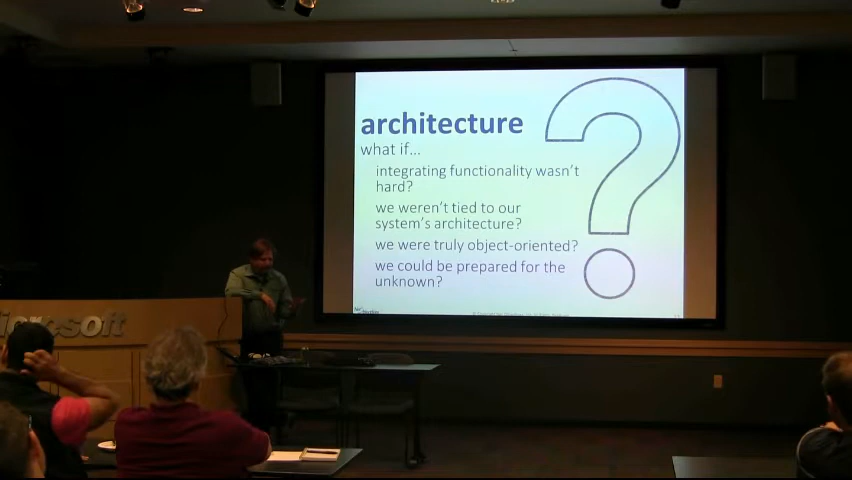 architecture
what if...
integrating functionality wasn't
hard?
we weren't tied to our
system's architecture?
we were truly object-oriented?
we could be prepared for the
unknown?
Microsoft